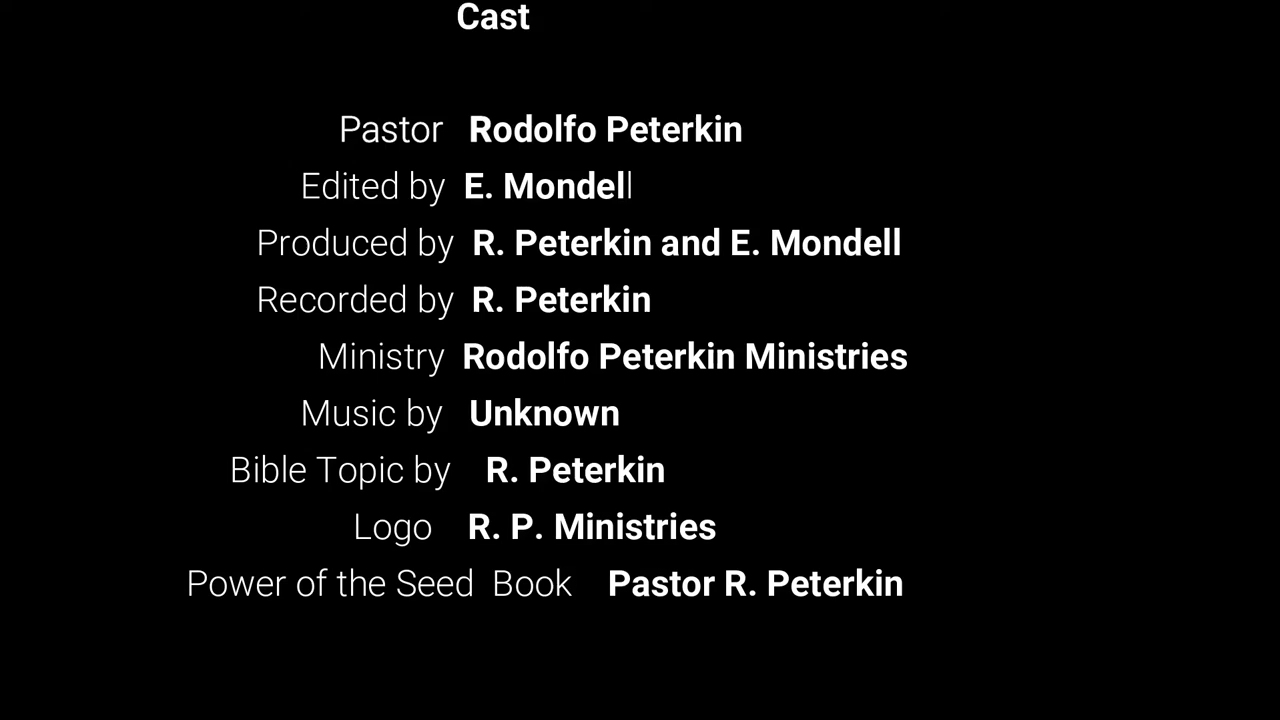 Cast
Pastor Rodolfo Peterkin
Edited by E. Mondell
Produced by R. Peterkin and E. Mondell
Recorded by R. Peterkin
Ministry Rodolfo Peterkin Ministries
Music by Unknown
Bible Topic by R. Peterkin
Logo R. P. Ministries
Power of the Seed Book Pastor R. Peterkin